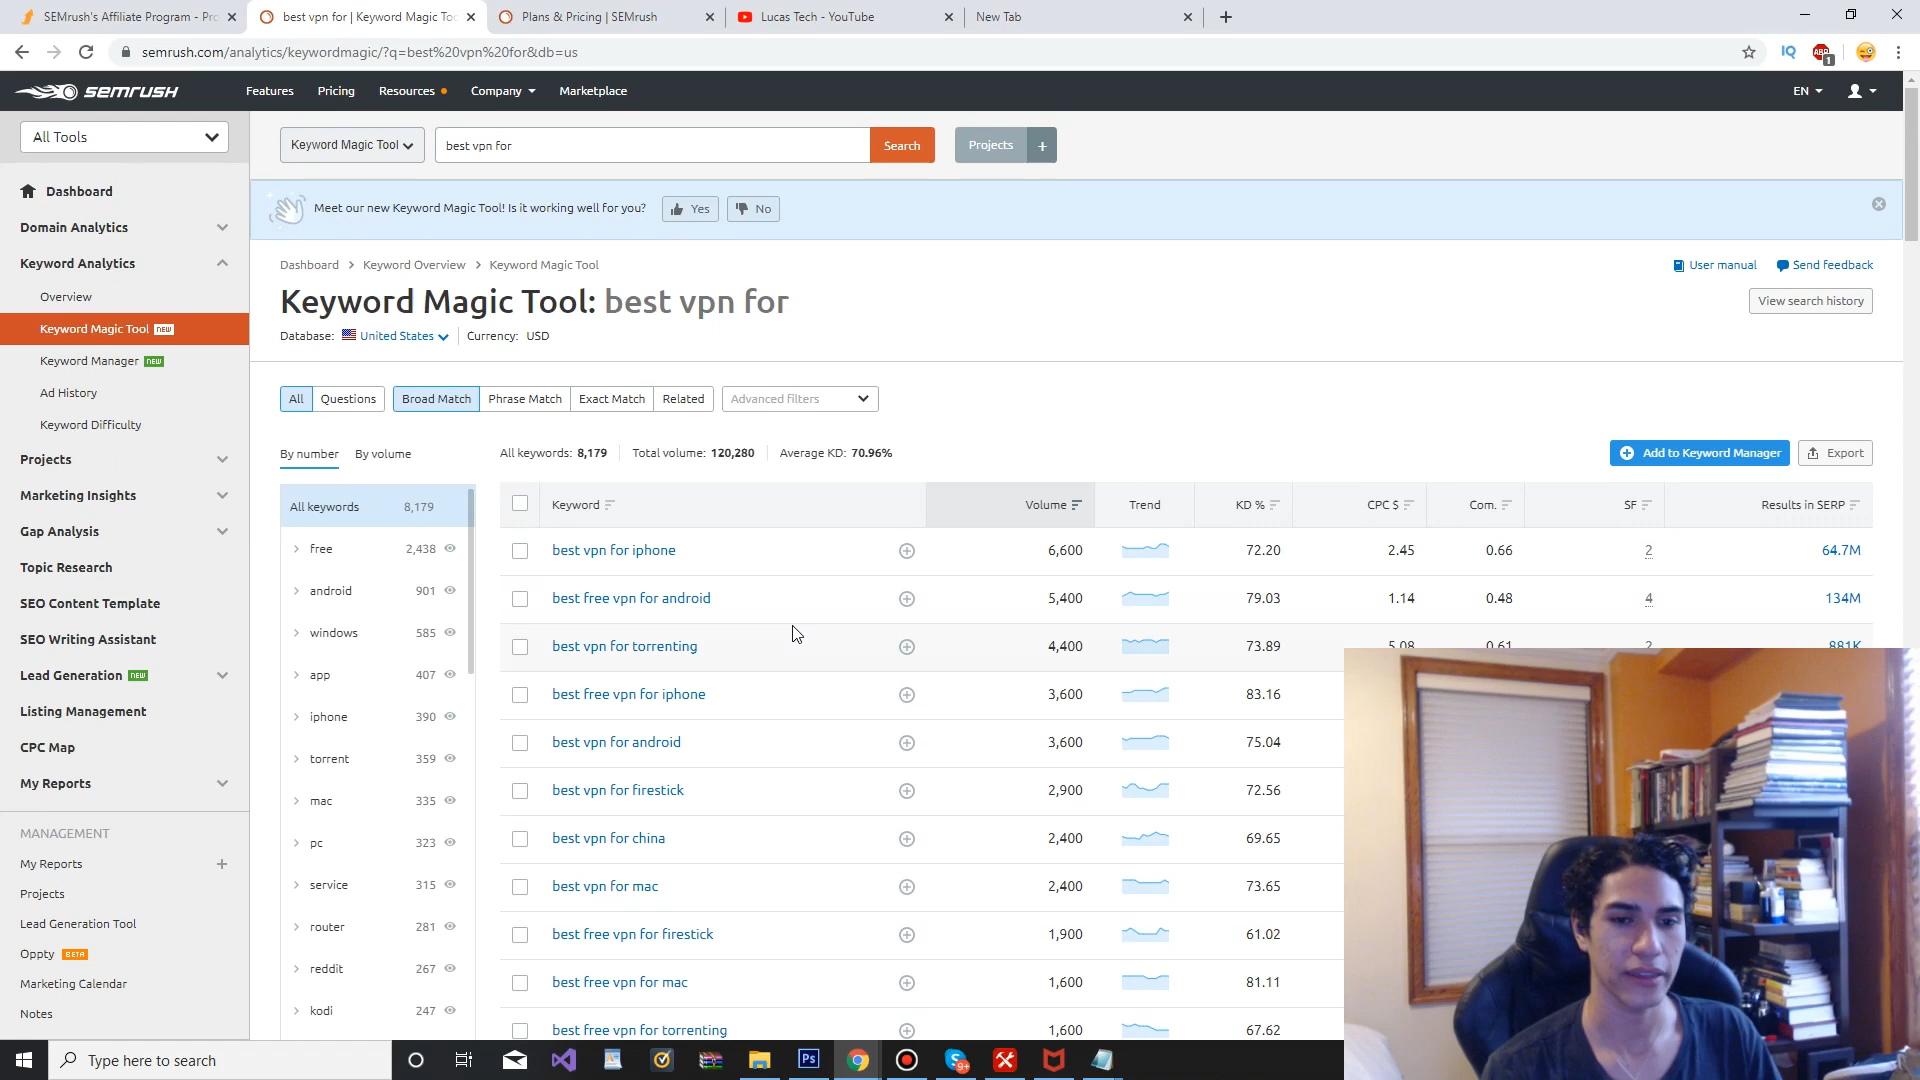 SEMrush's Affiliate Program - Pro
best vpn for | Keyword Magic Too
Plans & Pricing | SEMrush
Lucas Tech - YouTube
New Tab
semrush.com/analytics/keywordmagic/?q=best%20vpn%20for&db=us
IQ
ABP
1
SEMRUSH
Features
Pricing
Resources
Company
Marketplace
EN
All Tools
Keyword Magic Tool
best vpn for
Search
Projects
+
Meet our new Keyword Magic Tool! Is it working well for you?
Yes
No
Dashboard
Domain Analytics
Keyword Analytics
Overview
Keyword Magic Tool NEW
Keyword Manager NEW
Ad History
Keyword Difficulty
Projects
Marketing Insights
Gap Analysis
Topic Research
SEO Content Template
SEO Writing Assistant
Lead Generation NEW
Listing Management
CPC Map
My Reports
MANAGEMENT
My Reports
Projects
Lead Generation Tool
Oppty BETA
Marketing Calendar
Notes
Dashboard > Keyword Overview > Keyword Magic Tool
User manual
Send feedback
Keyword Magic Tool: best vpn for
View search history
Database: United States
Currency: USD
All
Questions
Broad Match
Phrase Match
Exact Match
Related
Advanced filters
By number
By volume
All keywords: 8,179
Total volume: 120,280
Average KD: 70.96%
Add to Keyword Manager
Export
All keywords 8,179
free 2,438
android 901
windows 585
app 407
iphone 390
torrent 359
mac 335
pc 323
service 315
router 281
reddit 267
kodi 247
Keyword Volume Trend KD % CPC $ Com. SF Results in SERP
best vpn for iphone 6,600 72.20 2.45 0.66 2 64.7M
best free vpn for android 5,400 79.03 1.14 0.48 4 134M
best vpn for torrenting 4,400 73.89 5.08 0.61 2 881K
best free vpn for iphone 3,600 83.16
best vpn for android 3,600 75.04
best vpn for firestick 2,900 72.56
best vpn for china 2,400 69.65
best vpn for mac 2,400 73.65
best free vpn for firestick 1,900 61.02
best free vpn for mac 1,600 81.11
best free vpn for torrenting 1,600 67.62
Type here to search
Ps
9+